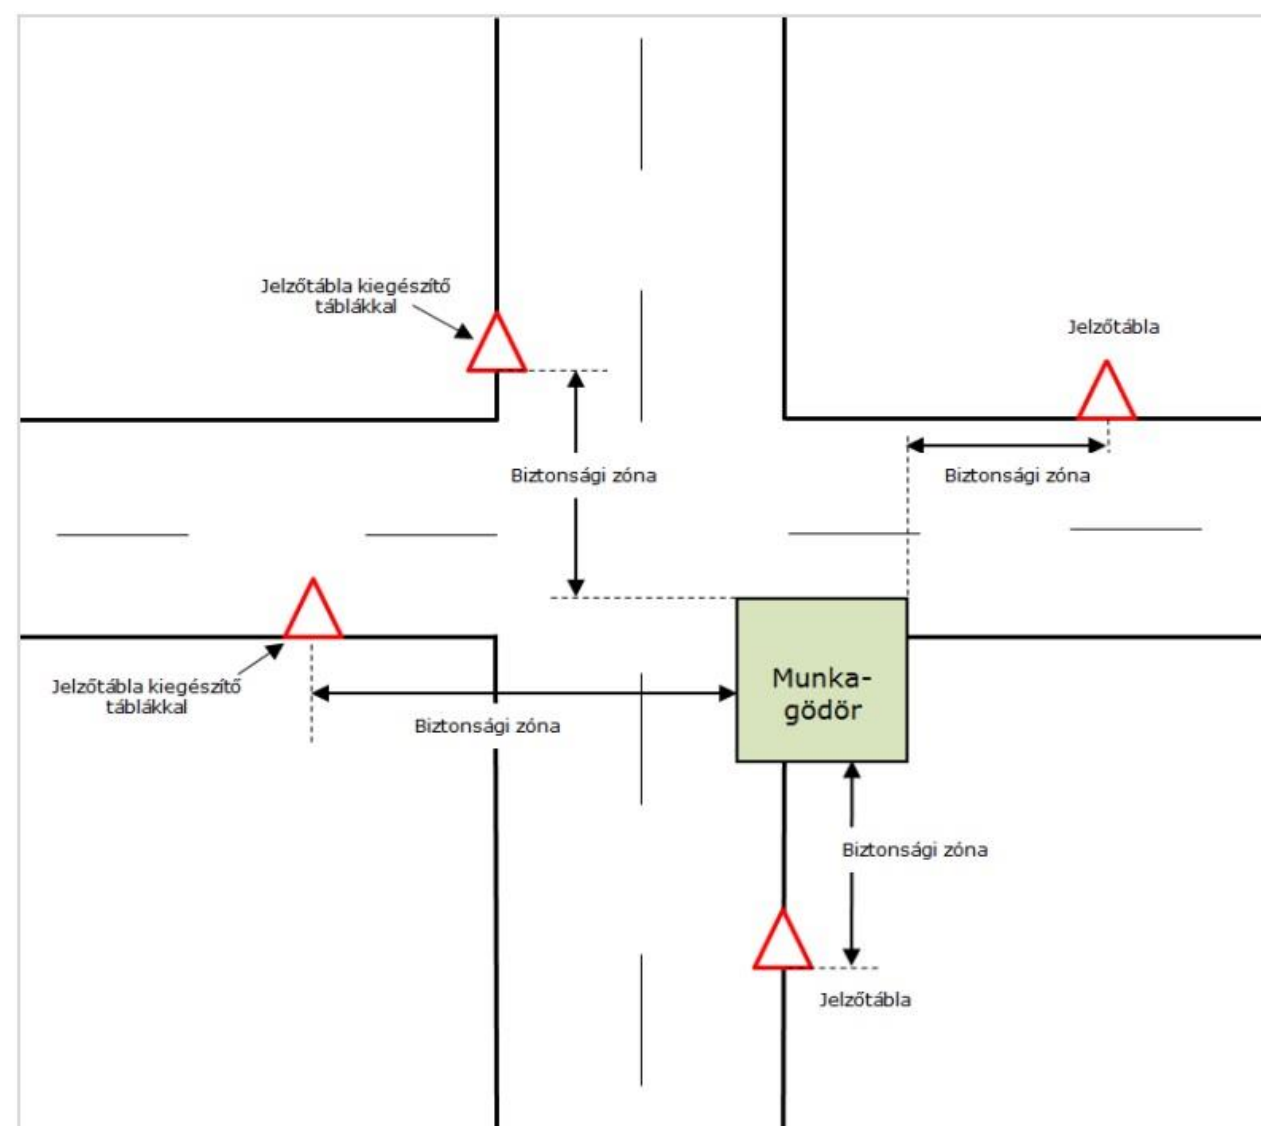 Jelzőtábla kiegészítő
táblákkal
Jelzőtábla
Biztonsági zóna
Biztonsági zóna
Munka-
gödör
Jelzőtábla kiegészítő
táblákkal
Biztonsági zóna
Biztonsági zóna
Jelzőtábla